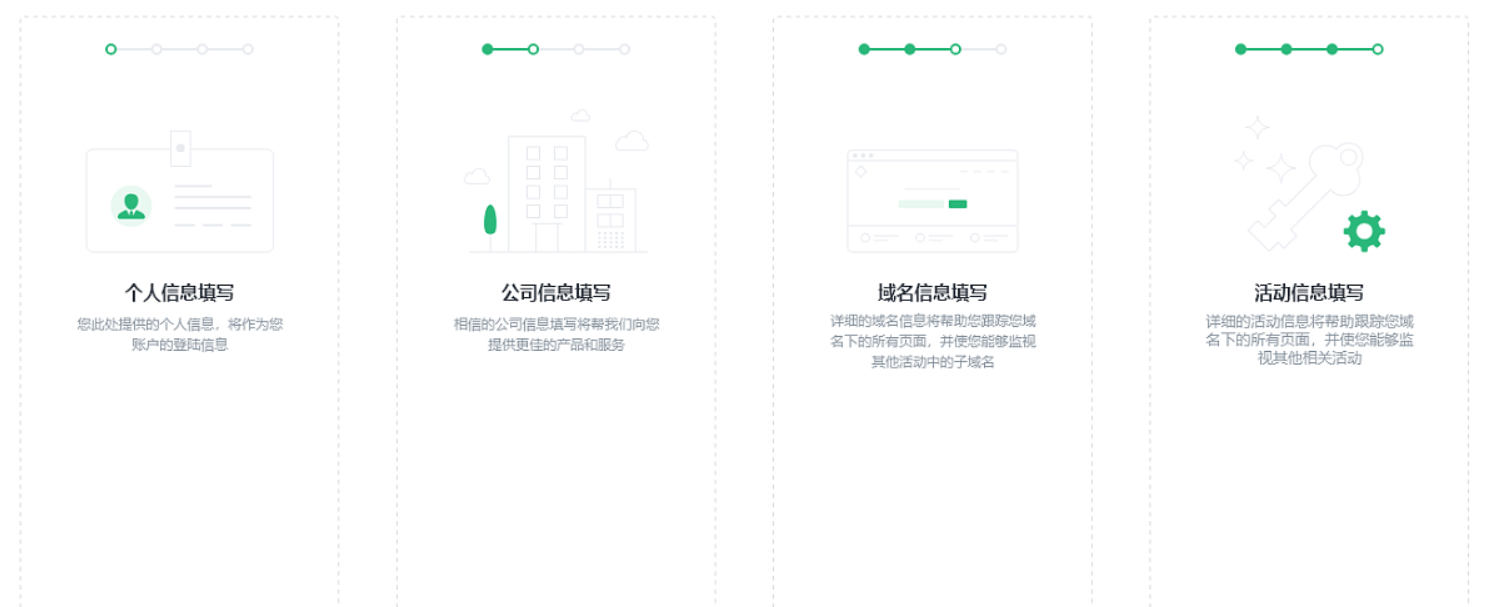 个人信息填写
您此处提供的个人信息，将作为您
账户的登陆信息
公司信息填写
相信的公司信息填写将帮我们向您
提供更佳的产品和服务
域名信息填写
详细的域名信息将帮助您跟踪您域
名下的所有页面，并使您能够监视
其他活动中的子域名
活动信息填写
详细的活动信息将帮助跟踪您域
名下的所有页面，并使您能够监
视其他相关活动